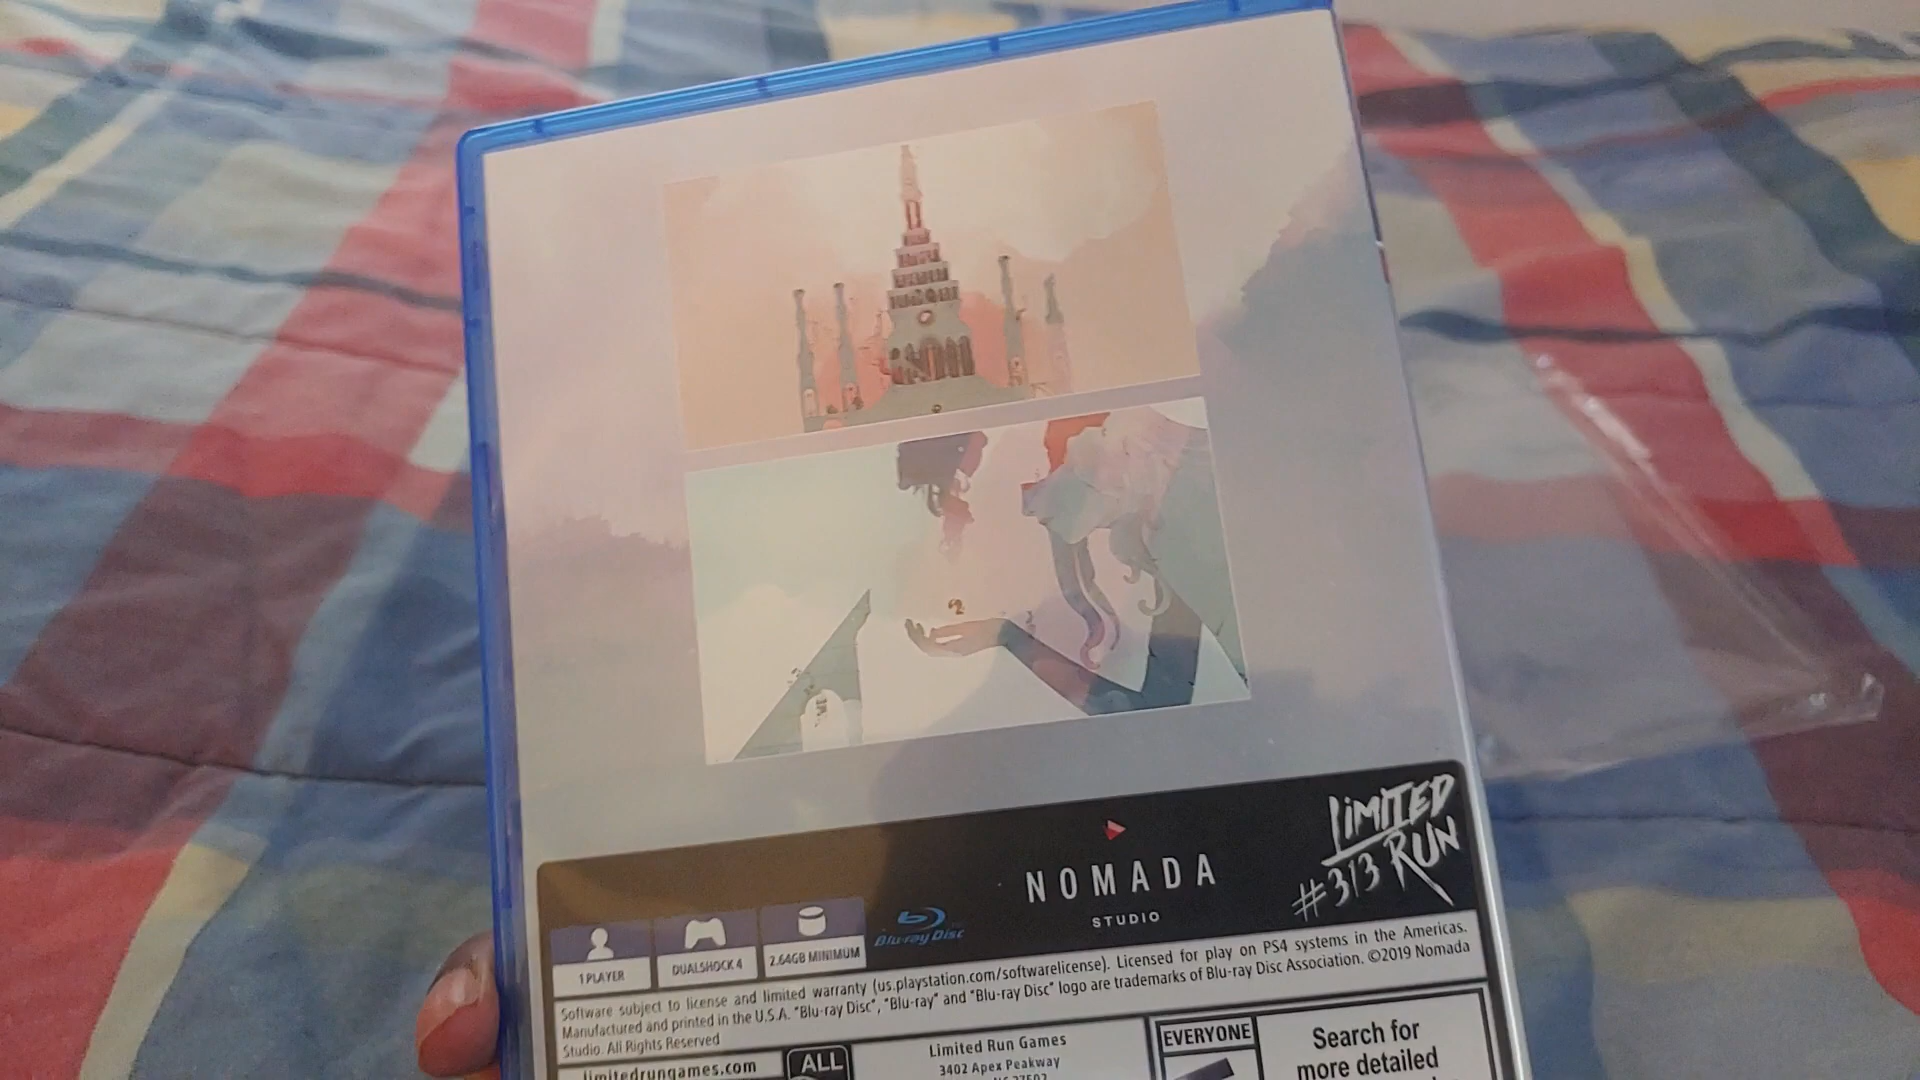 LIMITED
RUN
#313
NOMADA
STUDIO
1 PLAYER
DUALSHOCK 4
2.64GB MINIMUM
Blu-ray Disc
Software subject to license and limited warranty (us.playstation.com/softwarelicense). Licensed for play on PS4 systems in the Americas.
Manufactured and printed in the U.S.A. "Blu-ray Disc", "Blu-ray" and "Blu-ray Disc" logo are trademarks of Blu-ray Disc Association. ©2019 Nomada
Studio. All Rights Reserved
limitedrungames.com
ALL
Limited Run Games
3402 Apex Peakway
EVERYONE
Search for
more detailed